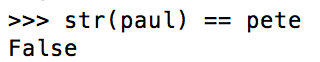 >>> str(paul) == pete
False